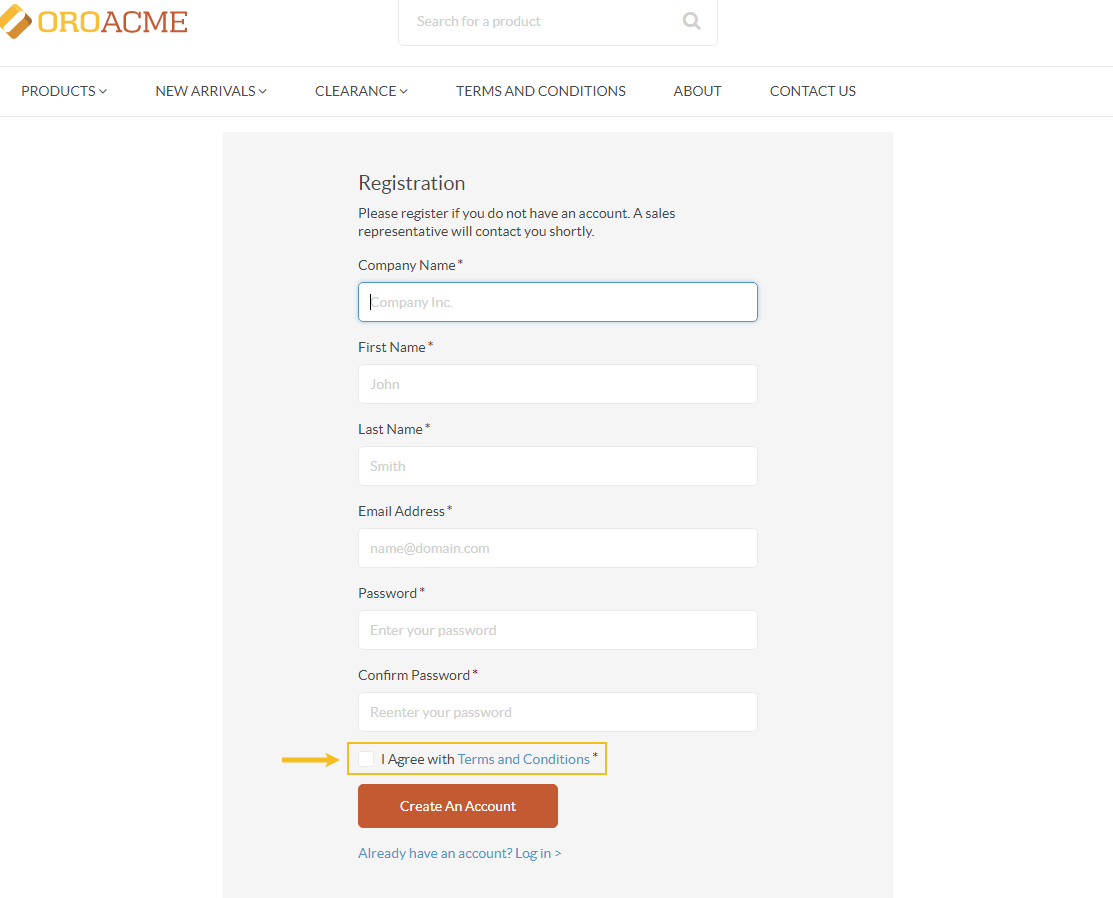 OROACME
Search for a product
PRODUCTS NEW ARRIVALS CLEARANCE TERMS AND CONDITIONS ABOUT CONTACT US
Registration
Please register if you do not have an account. A sales
representative will contact you shortly.
Company Name*
Company Inc.
First Name*
John
Last Name*
Smith
Email Address*
name@domain.com
Password*
Enter your password
Confirm Password*
Reenter your password
I Agree with Terms and Conditions*
Create An Account
Already have an account? Log in >